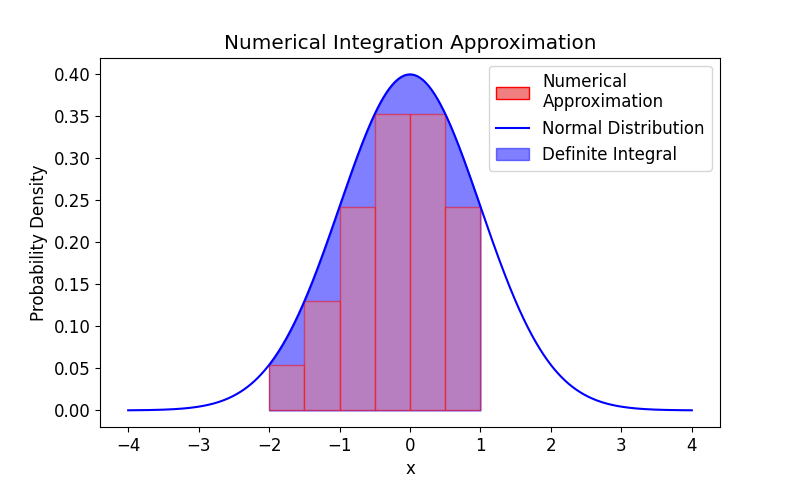 Numerical Integration Approximation
Numerical
Approximation
Normal Distribution
Definite Integral
Probability Density
0.40
0.35
0.30
0.25
0.20
0.15
0.10
0.05
0.00
−4 −3 −2 −1 0 1 2 3 4
x